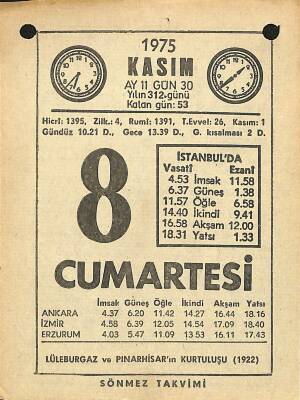 1975
KASIM
AY 11 GÜN 30
Yılın 312.günü
Kalan gün: 53
Hicrî: 1395, Zilk.: 4, Rumî: 1391, T.Evvel: 26, Kasım: 1
Gündüz 10.21 D., Gece 13.39 D., G. kısalması 2 D.
8
İSTANBUL'DA
Vasatî Ezanî
4.53 İmsak 11.58
6.37 Güneş 1.38
11.57 Öğle 6.58
14.40 İkindi 9.41
16.58 Akşam 12.00
18.31 Yatsı 1.33
CUMARTESİ
İmsak Güneş Öğle İkindi Akşam Yatsı
ANKARA 4.37 6.20 11.42 14.27 16.44 18.16
İZMİR 4.58 6.39 12.05 14.54 17.09 18.40
ERZURUM 4.03 5.47 11.09 13.53 16.11 17.43
LÜLEBURGAZ ve PINARHİSAR'ın KURTULUŞU (1922)
SÖNMEZ TAKVİMİ